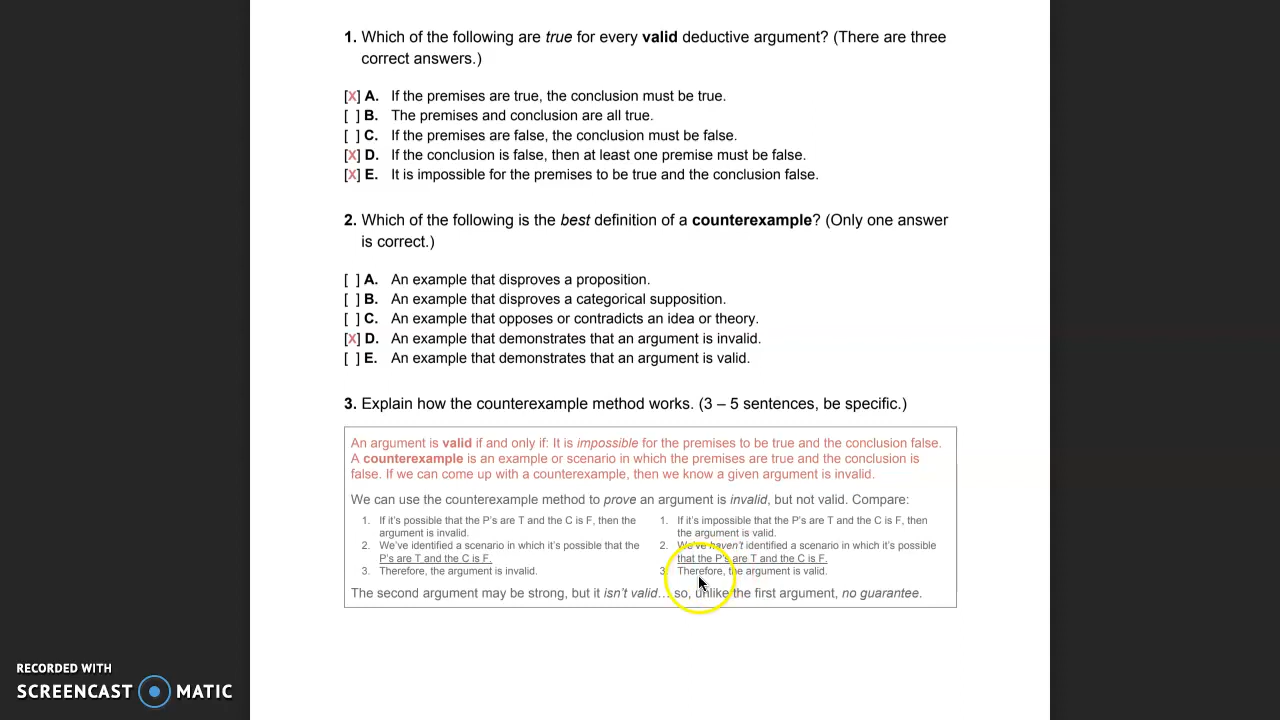 1. Which of the following are true for every valid deductive argument? (There are three
correct answers.)
[X] A. If the premises are true, the conclusion must be true.
[ ] B. The premises and conclusion are all true.
[ ] C. If the premises are false, the conclusion must be false.
[X] D. If the conclusion is false, then at least one premise must be false.
[X] E. It is impossible for the premises to be true and the conclusion false.
2. Which of the following is the best definition of a counterexample? (Only one answer
is correct.)
[ ] A. An example that disproves a proposition.
[ ] B. An example that disproves a categorical supposition.
[ ] C. An example that opposes or contradicts an idea or theory.
[X] D. An example that demonstrates that an argument is invalid.
[ ] E. An example that demonstrates that an argument is valid.
3. Explain how the counterexample method works. (3 – 5 sentences, be specific.)
An argument is valid if and only if: It is impossible for the premises to be true and the conclusion false.
A counterexample is an example or scenario in which the premises are true and the conclusion is
false. If we can come up with a counterexample, then we know a given argument is invalid.
We can use the counterexample method to prove an argument is invalid, but not valid. Compare:
1. If it's possible that the P's are T and the C is F, then the
argument is invalid.
2. We've identified a scenario in which it's possible that the
P's are T and the C is F.
3. Therefore, the argument is invalid.
1. If it's impossible that the P's are T and the C is F, then
the argument is valid.
2. We've haven't identified a scenario in which it's possible
that the P's are T and the C is F.
3. Therefore, the argument is valid.
The second argument may be strong, but it isn't valid… so, unlike the first argument, no guarantee.
RECORDED WITH
SCREENCAST MATIC